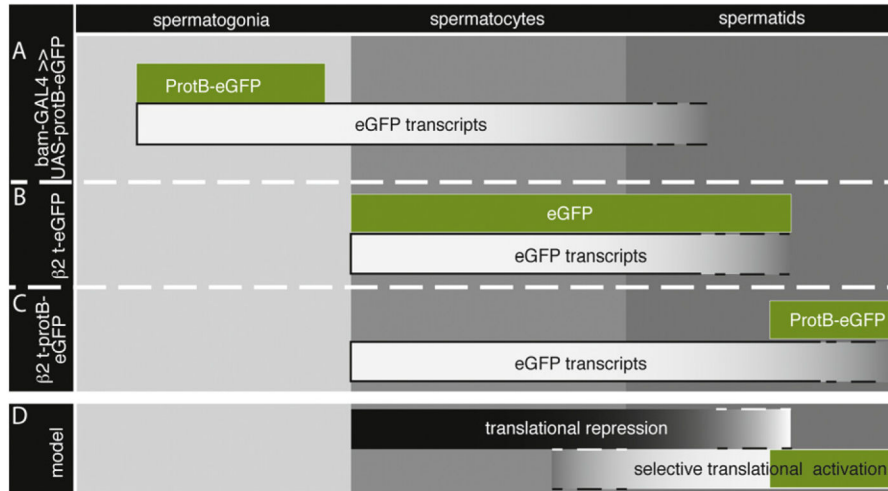 spermatogonia spermatocytes spermatids
A
bam-GAL4 >>
UAS-protB-eGFP
ProtB-eGFP
eGFP transcripts
B
β2 t-eGFP
eGFP
eGFP transcripts
C
β2 t-protB-
eGFP
ProtB-eGFP
eGFP transcripts
D
model
translational repression
selective translational activation